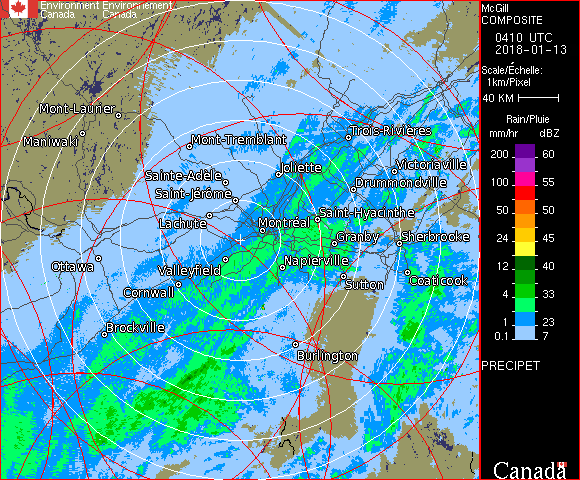 Environment Environnement
Canada Canada
Mont-Laurier
Maniwaki
Mont-Tremblant
Trois-Rivières
Sainte-Adèle
Joliette
Victoriaville
Saint-Jérôme
Drummondville
Lachute
Montréal
Saint-Hyacinthe
Granby
Sherbrooke
Ottawa
Valleyfield
Napierville
Cornwall
Sutton
Coaticook
Brockville
Burlington
McGill
COMPOSITE
0410 UTC
2018-01-13
Scale/Échelle:
1km/Pixel
40 KM
Rain/Pluie
mm/hr dBZ
200 60
100 55
50 50
24 45
12 40
4 33
1 23
0.1 7
PRECIPET
Canada